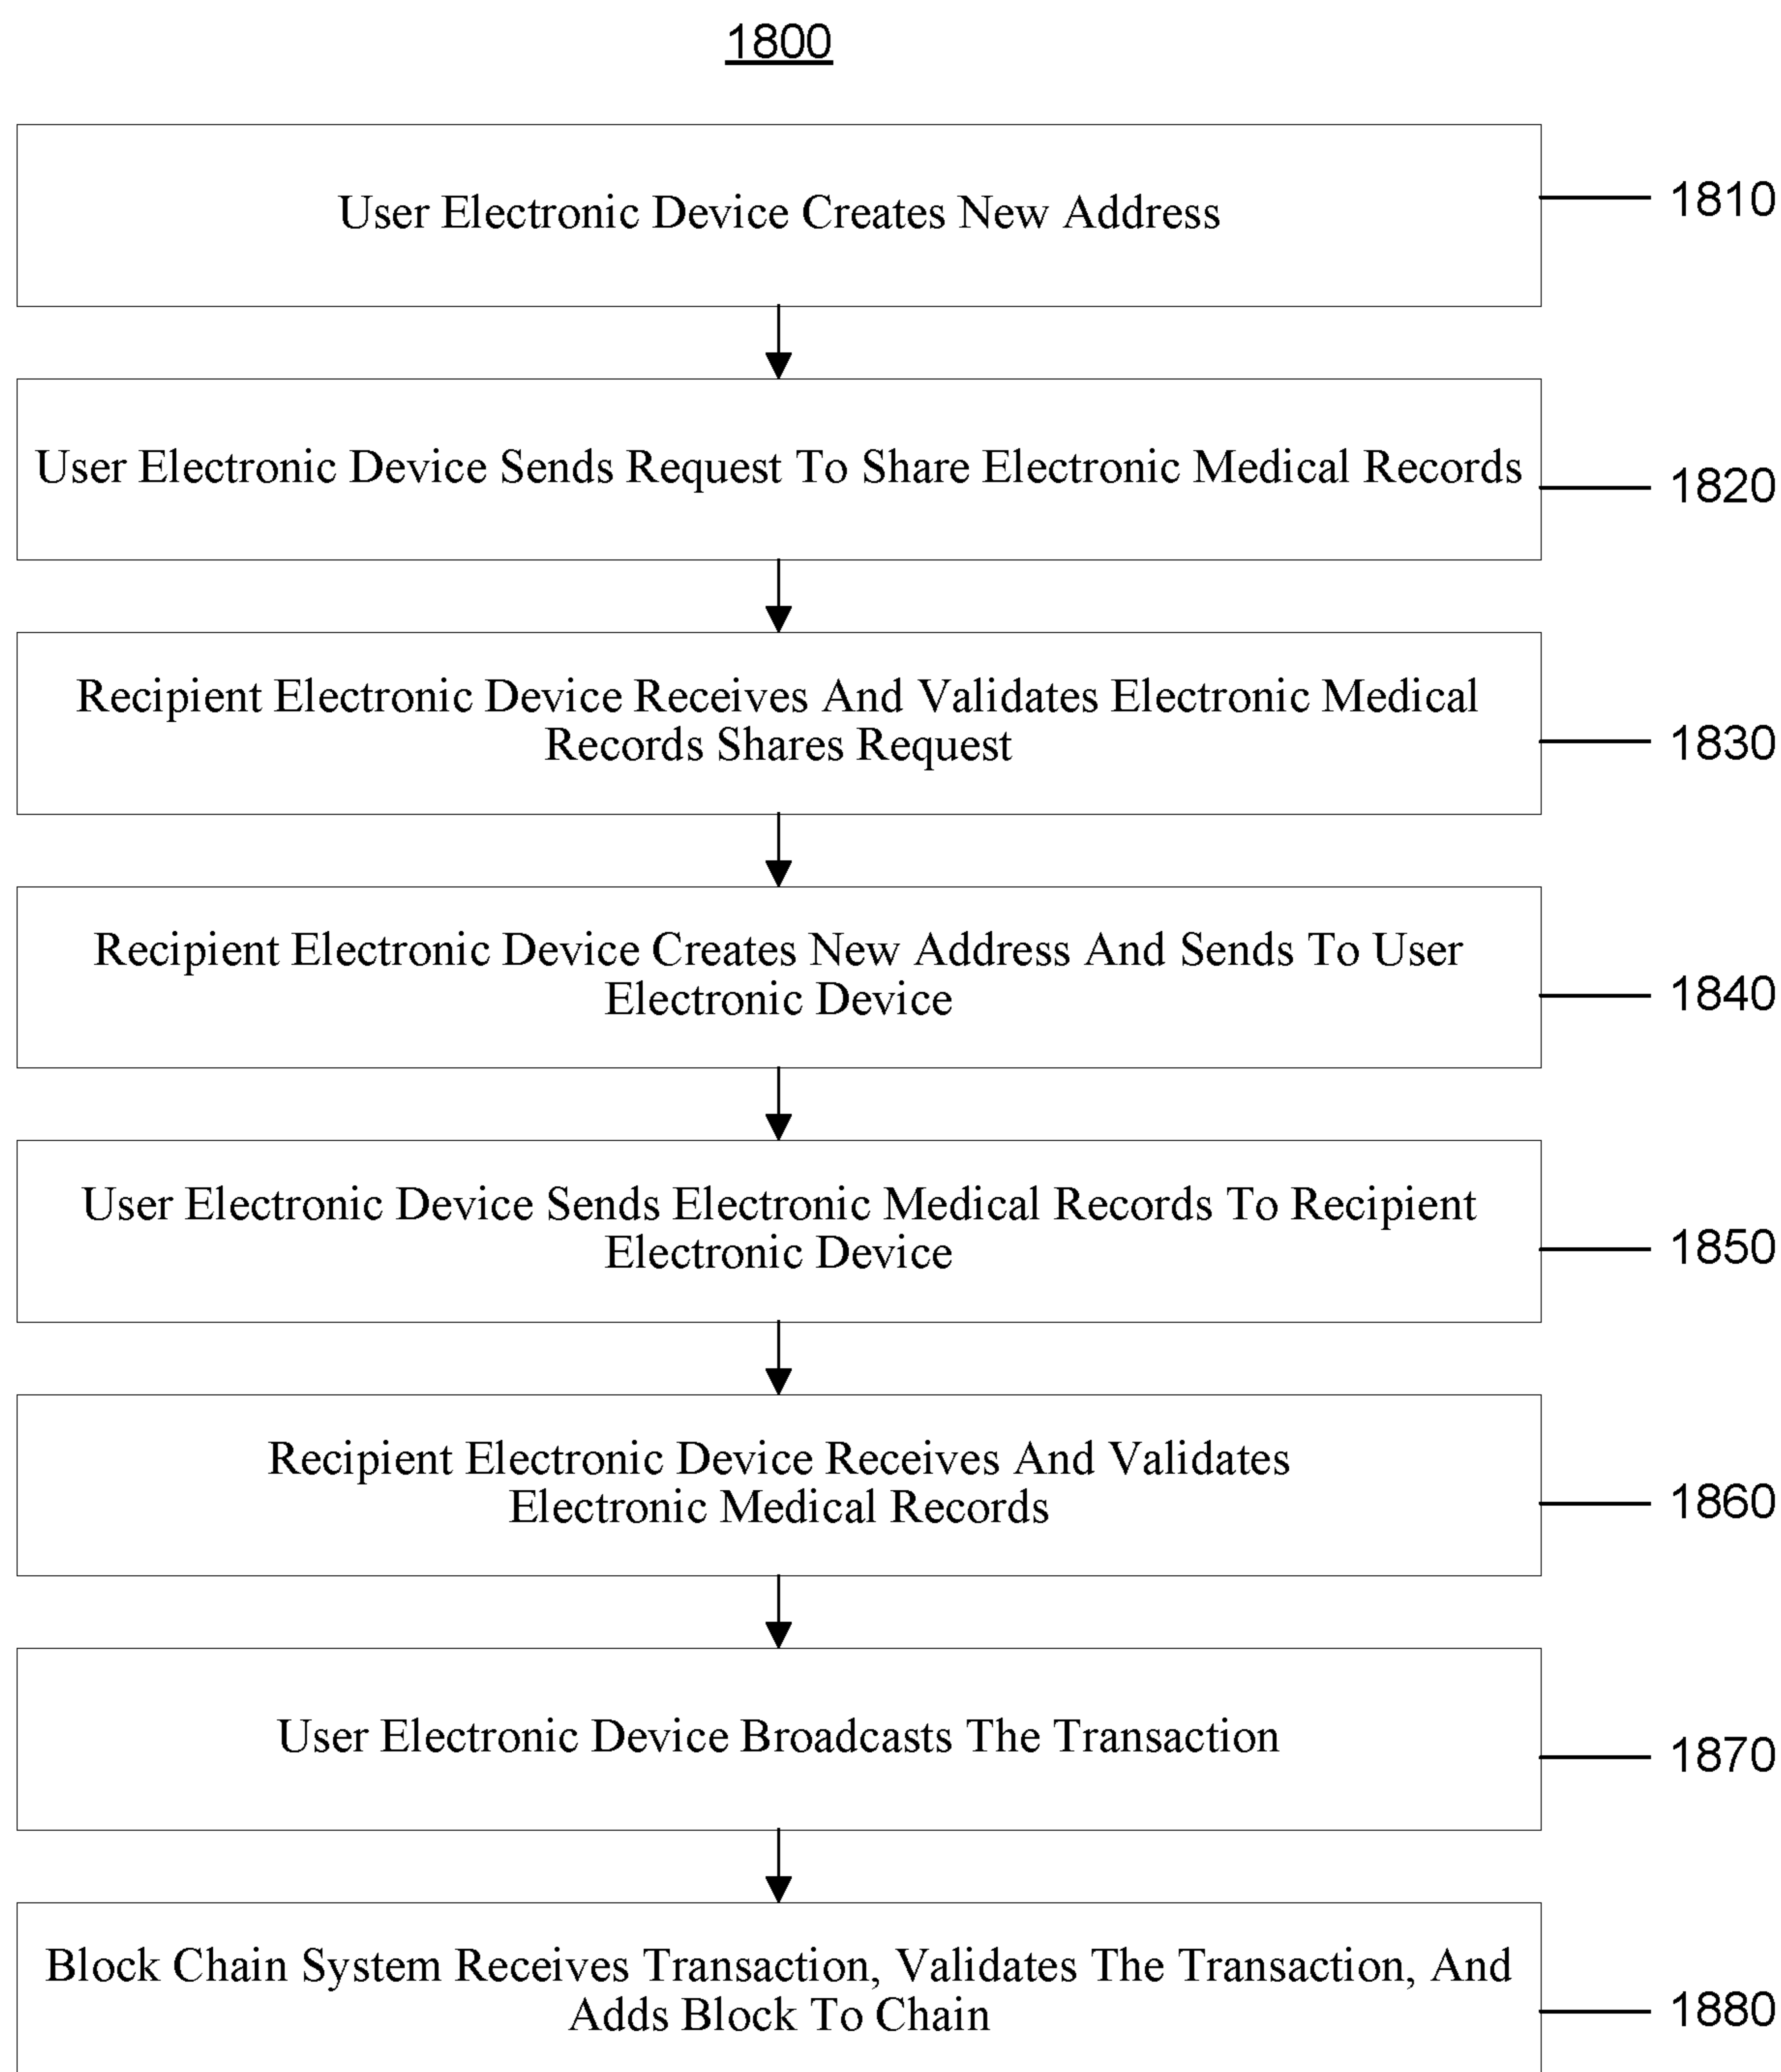 1800
User Electronic Device Creates New Address
1810
User Electronic Device Sends Request To Share Electronic Medical Records
1820
Recipient Electronic Device Receives And Validates Electronic Medical
Records Shares Request
1830
Recipient Electronic Device Creates New Address And Sends To User
Electronic Device
1840
User Electronic Device Sends Electronic Medical Records To Recipient
Electronic Device
1850
Recipient Electronic Device Receives And Validates
Electronic Medical Records
1860
User Electronic Device Broadcasts The Transaction
1870
Block Chain System Receives Transaction, Validates The Transaction, And
Adds Block To Chain
1880